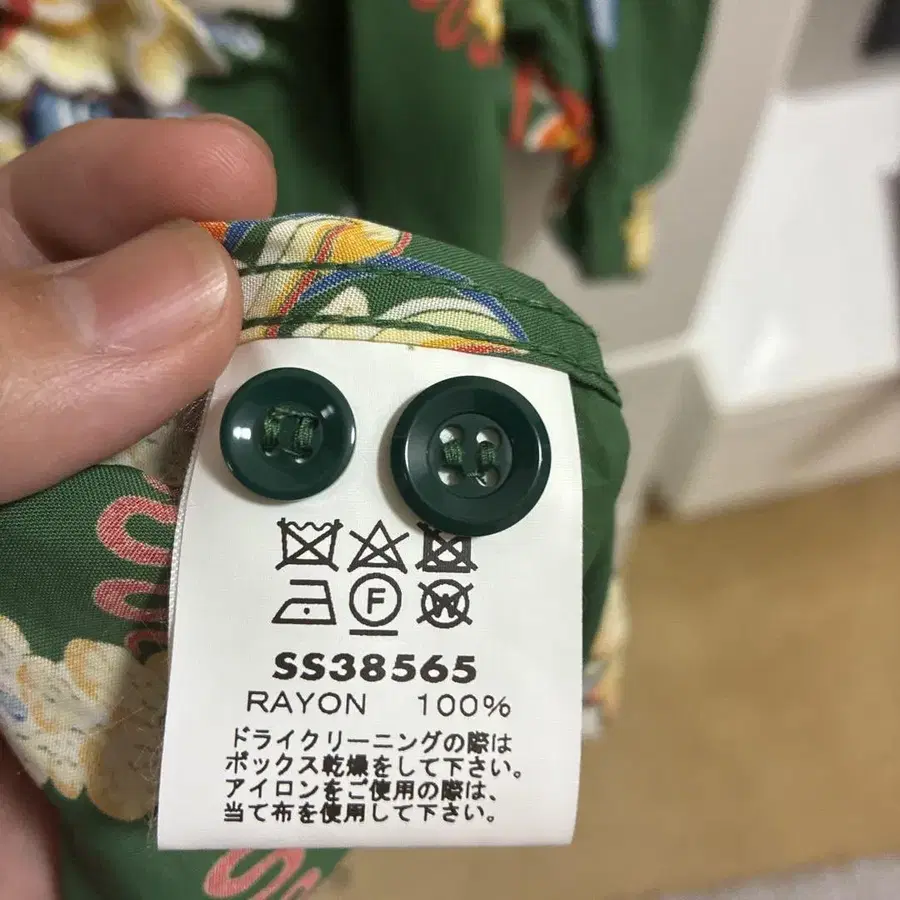 F
W
SS38565
RAYON 100%
ドライクリーニングの際は
ボックス乾燥をして下さい。
アイロンをご使用の際は、
当て布を使用して下さい。